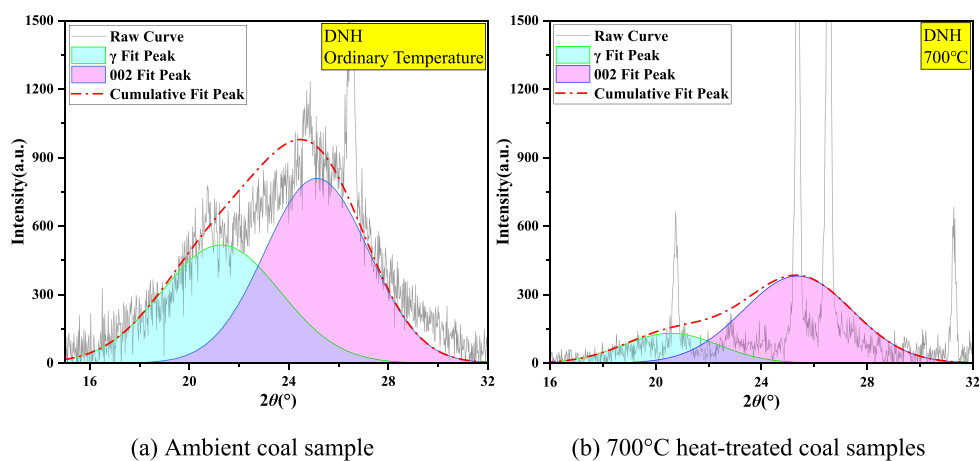 Raw Curve
γ Fit Peak
002 Fit Peak
Cumulative Fit Peak
DNH
Ordinary Temperature
1500
1200
900
600
300
0
Intensity(a.u.)
16 20 24 28 32
2θ(°)
(a) Ambient coal sample
Raw Curve
γ Fit Peak
002 Fit Peak
Cumulative Fit Peak
DNH
700°C
1500
1200
900
600
300
0
Intensity(a.u.)
16 20 24 28 32
2θ(°)
(b) 700°C heat-treated coal samples